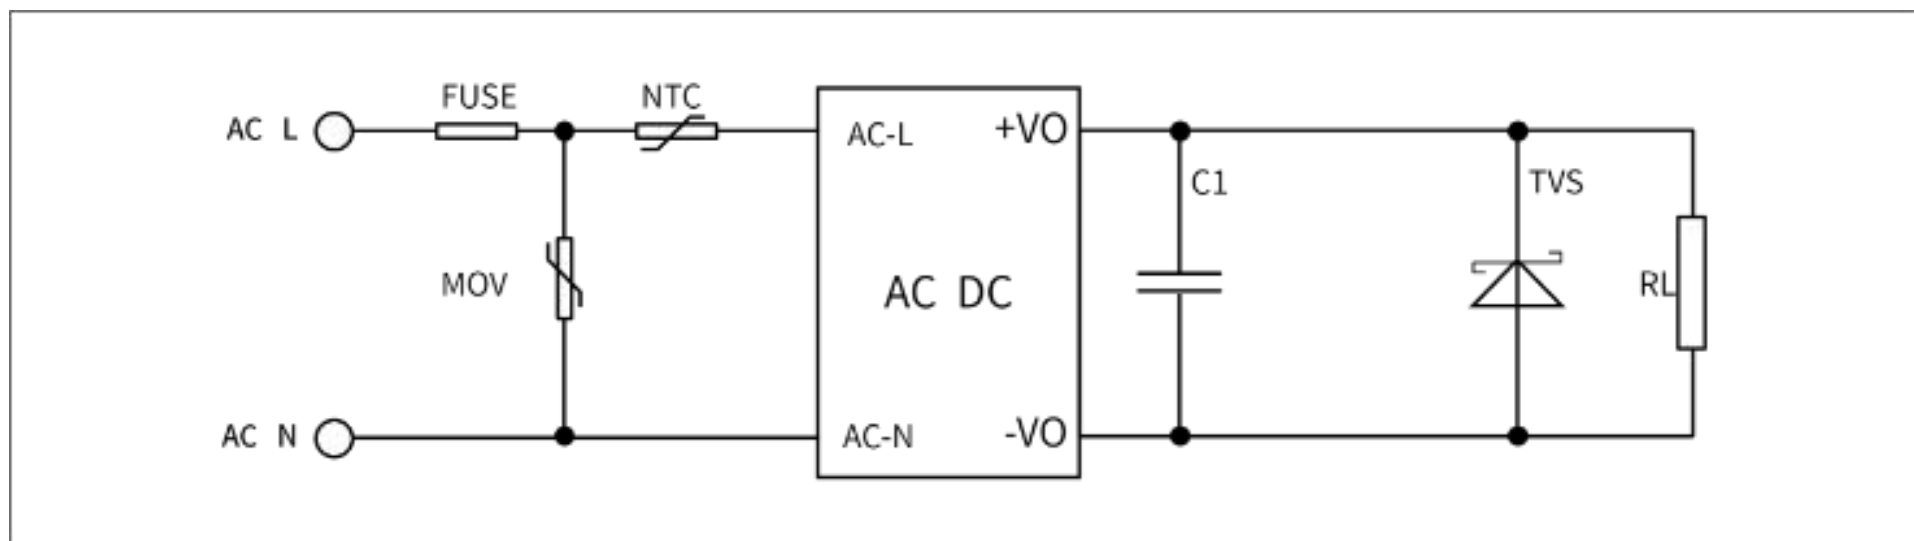 FUSE
NTC
AC L
AC-L
+VO
C1
TVS
MOV
AC DC
RL
AC N
AC-N
-VO